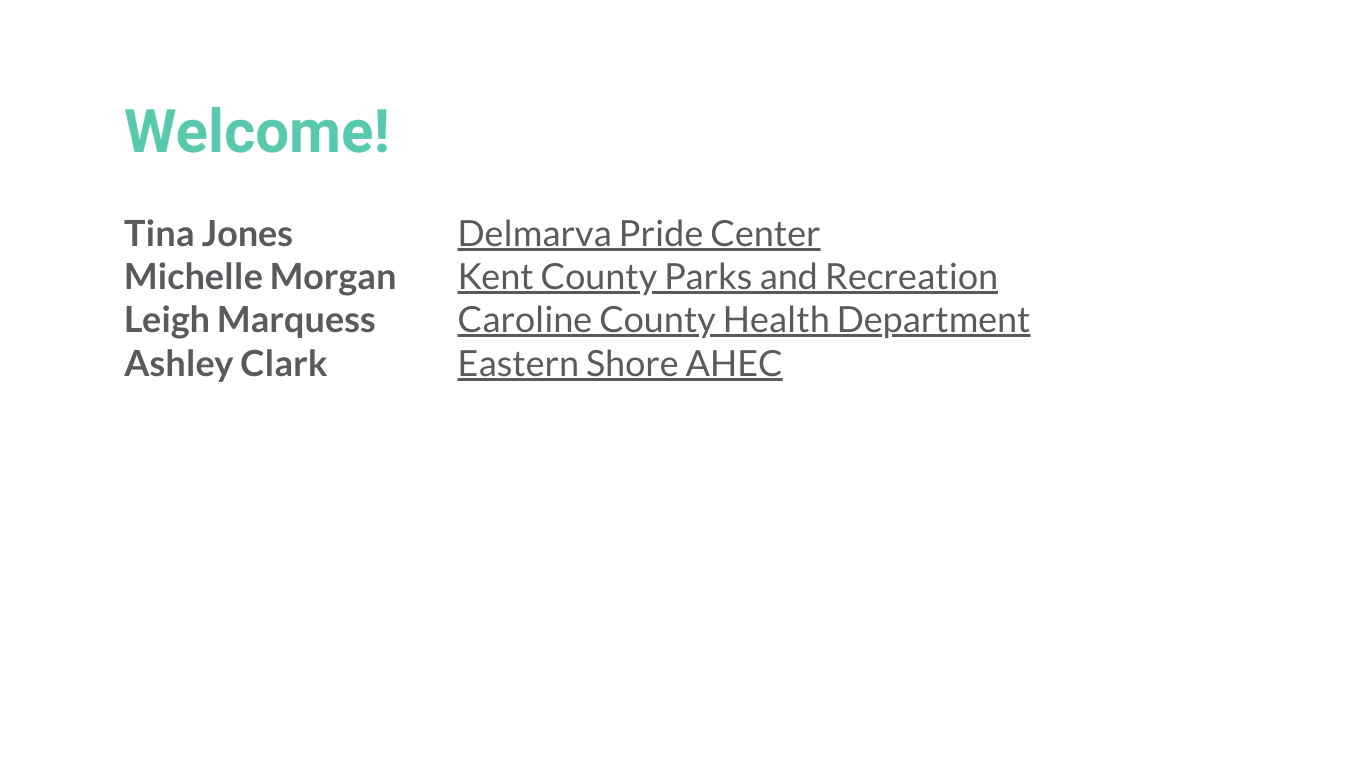 Welcome!
Tina Jones Delmarva Pride Center
Michelle Morgan Kent County Parks and Recreation
Leigh Marquess Caroline County Health Department
Ashley Clark Eastern Shore AHEC